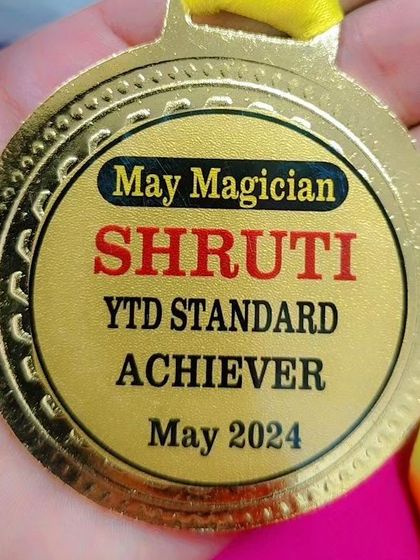 May Magician
SHRUTI
YTD STANDARD
ACHIEVER
May 2024